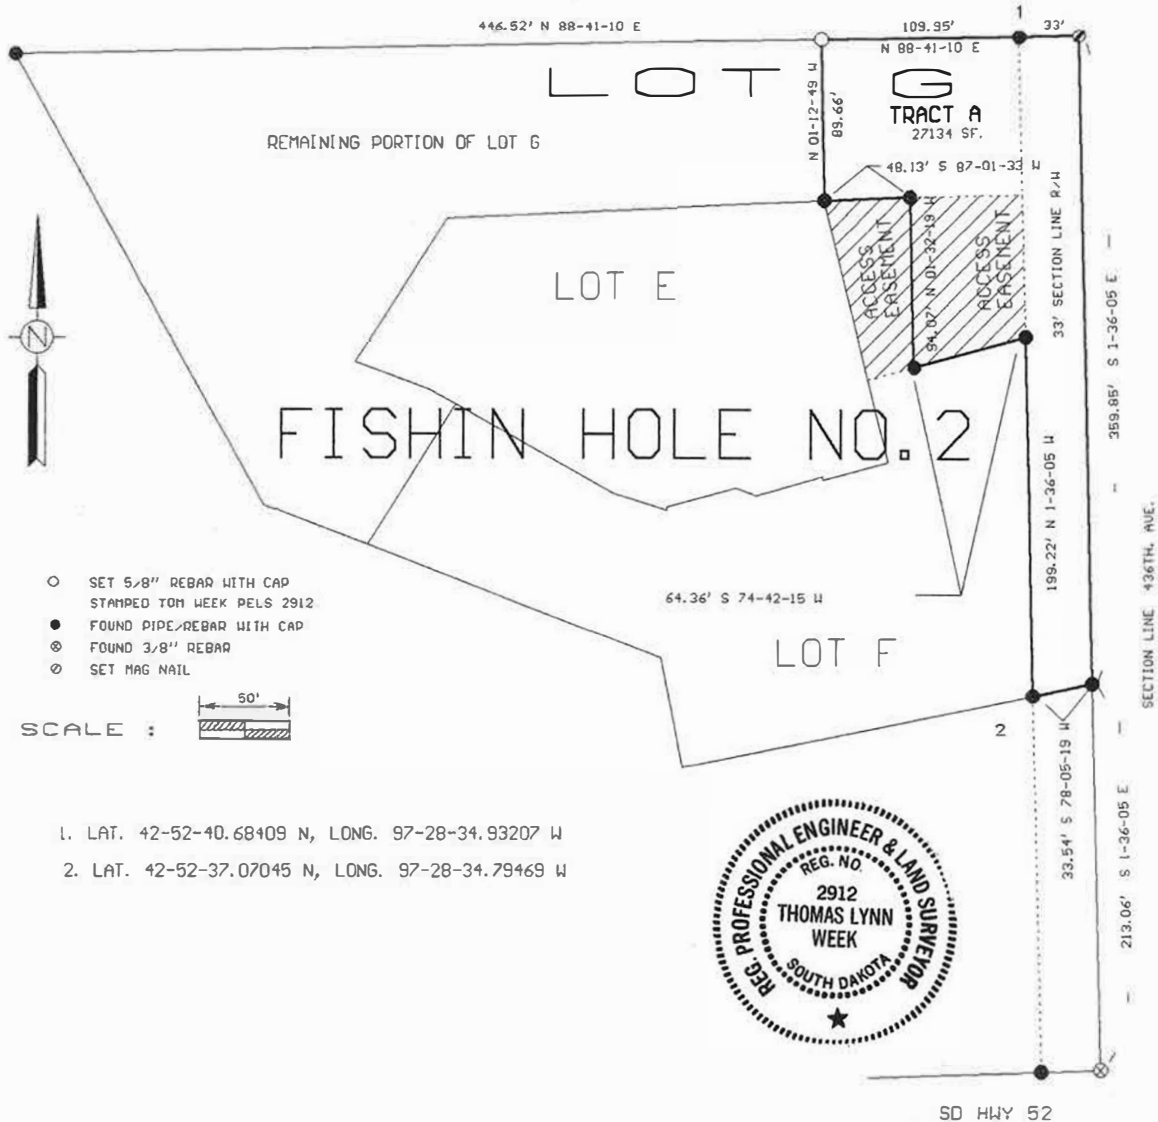 1
446.52' N 88-41-10 E
109.95'
33'
N 88-41-10 E
LOT G
TRACT A
27134 SF.
N 01-12-49 W
89.66'
REMAINING PORTION OF LOT G
48.13' S 87-01-33 W
33' SECTION LINE R/W
ACCESS
EASEMENT
94.07' N 01-32-19 W
ACCESS
EASEMENT
LOT E
N
359.85' S 1-36-05 E
FISHIN HOLE NO. 2
199.22' N 1-36-05 W
SECTION LINE 436TH. AVE.
SET 5/8" REBAR WITH CAP
STAMPED TOM WEEK PELS 2912
FOUND PIPE/REBAR WITH CAP
FOUND 3/8" REBAR
SET MAG NAIL
64.36' S 74-42-15 W
LOT F
50'
SCALE :
2
33.54' S 78-05-19 W
213.06' S 1-36-05 E
1. LAT. 42-52-40.68409 N, LONG. 97-28-34.93207 W
2. LAT. 42-52-37.07045 N, LONG. 97-28-34.79469 W
REG. PROFESSIONAL ENGINEER & LAND SURVEYOR
REG. NO.
2912
THOMAS LYNN
WEEK
SOUTH DAKOTA
SD HWY 52